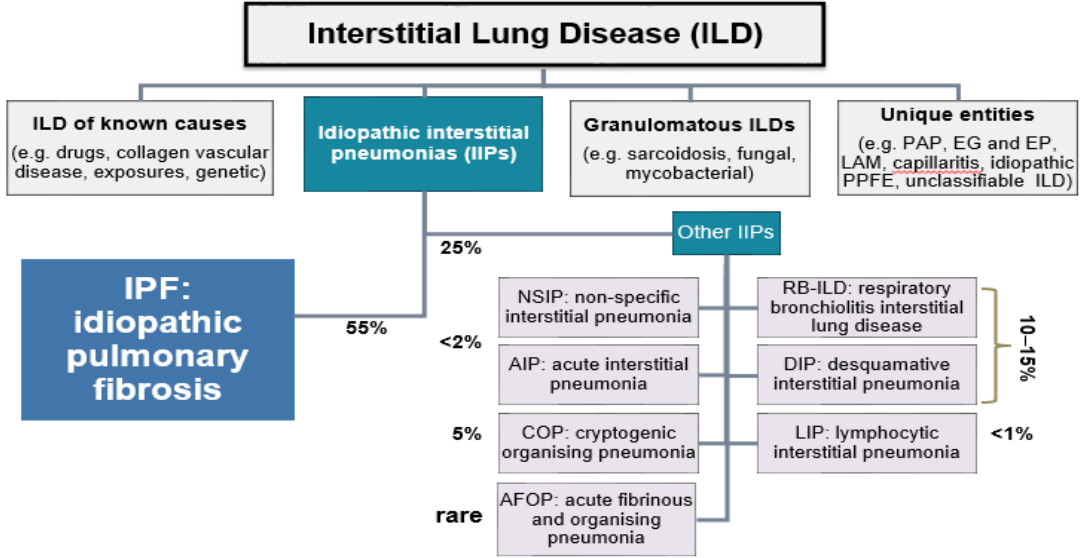 Interstitial Lung Disease (ILD)
ILD of known causes
(e.g. drugs, collagen vascular
disease, exposures, genetic)
Idiopathic interstitial
pneumonias (IIPs)
Granulomatous ILDs
(e.g. sarcoidosis, fungal,
mycobacterial)
Unique entities
(e.g. PAP, EG and EP,
LAM, capillaritis, idiopathic
PPFE, unclassifiable ILD)
Other IIPs
25%
IPF:
idiopathic
pulmonary
fibrosis
55%
NSIP: non-specific
interstitial pneumonia
RB-ILD: respiratory
bronchiolitis interstitial
lung disease
10–15%
<2%
AIP: acute interstitial
pneumonia
DIP: desquamative
interstitial pneumonia
5%
COP: cryptogenic
organising pneumonia
LIP: lymphocytic
interstitial pneumonia
<1%
rare
AFOP: acute fibrinous
and organising
pneumonia